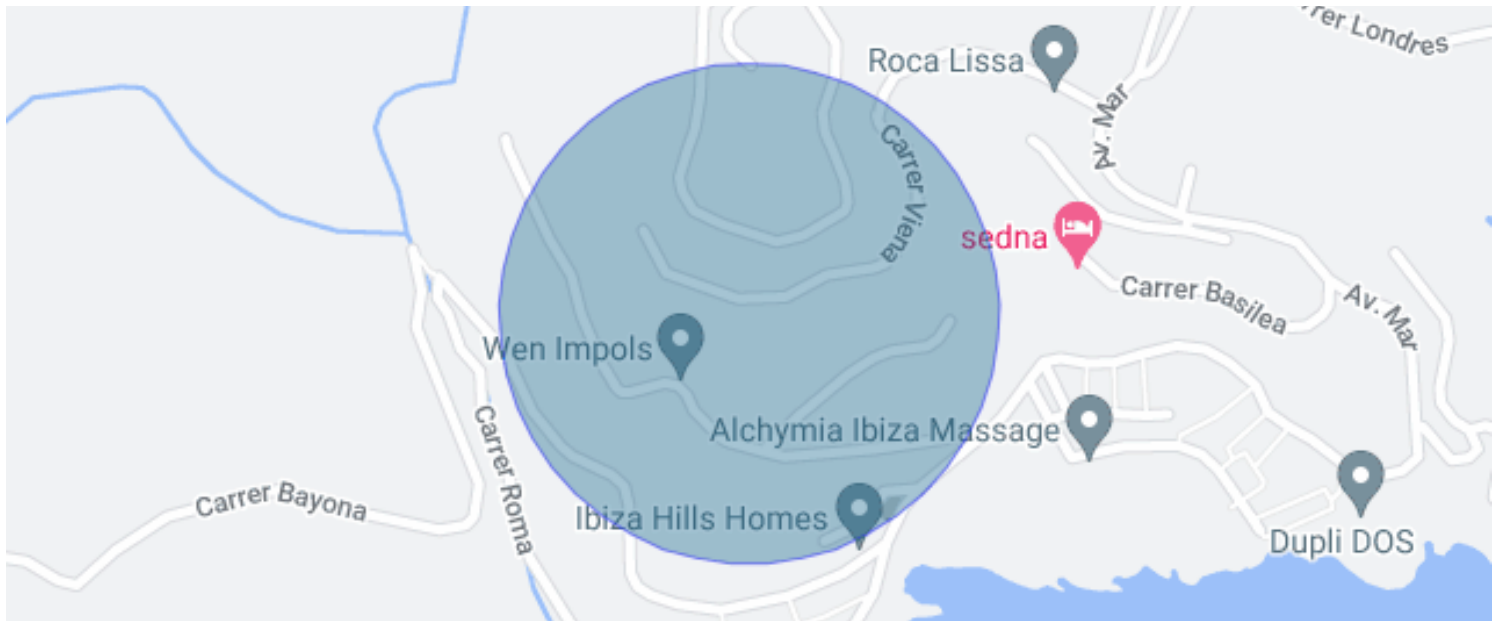 rer Londres
Roca Lissa
Av. Mar
Carrer Viena
sedna
Carrer Basilea
Av. Mar
Wen Impols
Alchymia Ibiza Massage
Carrer Roma
Carrer Bayona
Ibiza Hills Homes
Dupli DOS